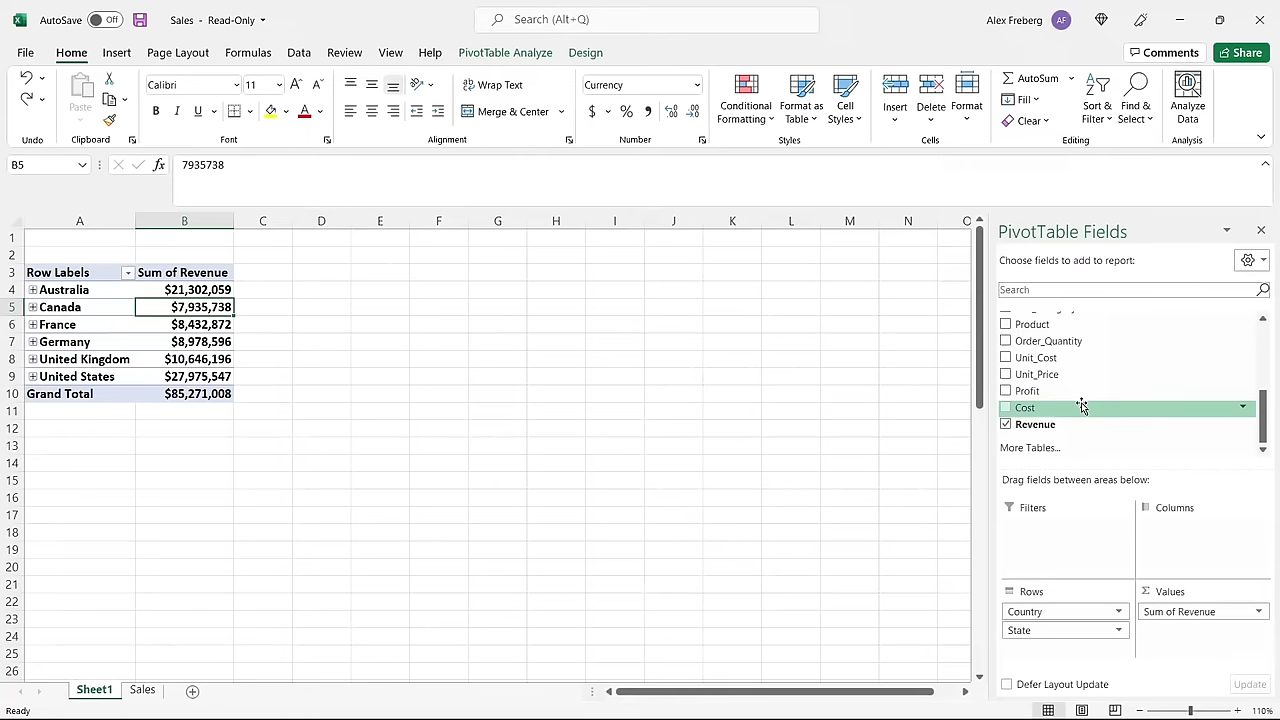 AutoSave Off Sales - Read-Only Search (Alt+Q) Alex Freberg AF
File Home Insert Page Layout Formulas Data Review View Help PivotTable Analyze Design Comments Share
Calibri 11 Wrap Text Currency AutoSum
Paste B I U Merge & Center $ % Conditional Formatting Format as Table Cell Styles Insert Delete Format Fill Sort & Filter Find & Select Analyze Data
Clear
Undo Clipboard Font Alignment Number Styles Cells Editing Analysis
B5 fx 7935738
A B C D E F G H I J K L M N O
1
2
3 Row Labels Sum of Revenue
4 Australia $21,302,059
5 Canada $7,935,738
6 France $8,432,872
7 Germany $8,978,596
8 United Kingdom $10,646,196
9 United States $27,975,547
10 Grand Total $85,271,008
11
12
13
14
15
16
17
18
19
20
21
22
23
24
25
26
PivotTable Fields
Choose fields to add to report:
Search
Product
Order_Quantity
Unit_Cost
Unit_Price
Profit
Cost
Revenue
More Tables...
Drag fields between areas below:
Filters Columns
Rows Σ Values
Country Sum of Revenue
State
Defer Layout Update Update
Sheet1 Sales
Ready 110%